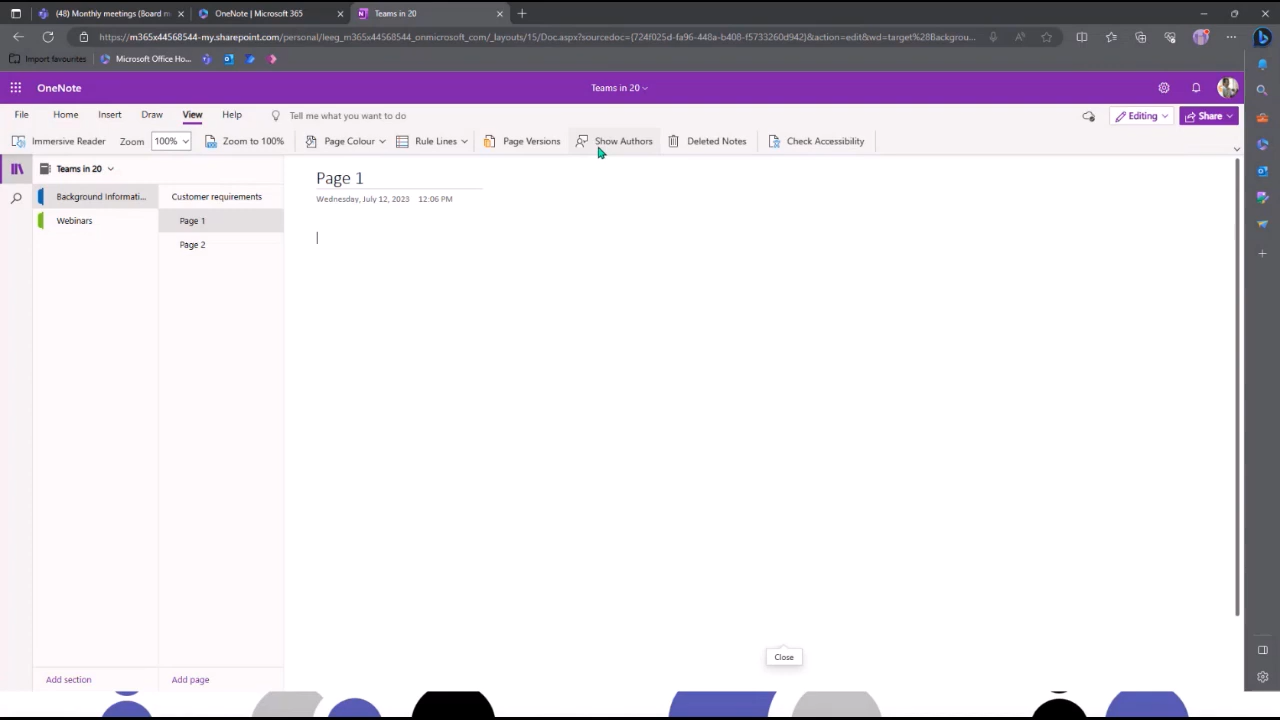 (48) Monthly meetings (Board m
OneNote | Microsoft 365
Teams in 20
https://m365x44568544-my.sharepoint.com/personal/leeg_m365x44568544_onmicrosoft_com/_layouts/15/Doc.aspx?sourcedoc={724f025d-fa96-448a-b408-f5733260d942}&action=edit&wd=target%28Backgrou...
Import favourites
Microsoft Office Ho...
OneNote
Teams in 20
File
Home
Insert
Draw
View
Help
Tell me what you want to do
Editing
Share
Immersive Reader
Zoom
100%
Zoom to 100%
Page Colour
Rule Lines
Page Versions
Show Authors
Deleted Notes
Check Accessibility
Teams in 20
Background Informati...
Webinars
Customer requirements
Page 1
Page 2
Page 1
Wednesday, July 12, 2023 12:06 PM
Close
Add section
Add page